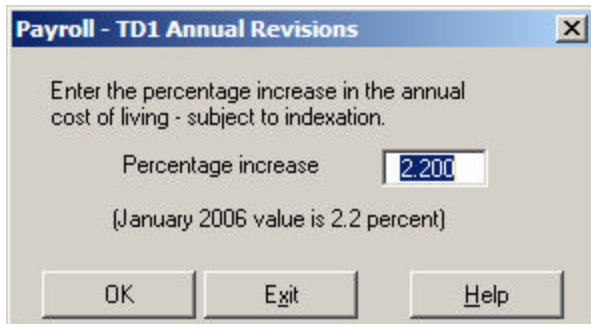 Payroll - TD1 Annual Revisions
Enter the percentage increase in the annual
cost of living - subject to indexation.
Percentage increase 2.200
(January 2006 value is 2.2 percent)
OK Exit Help